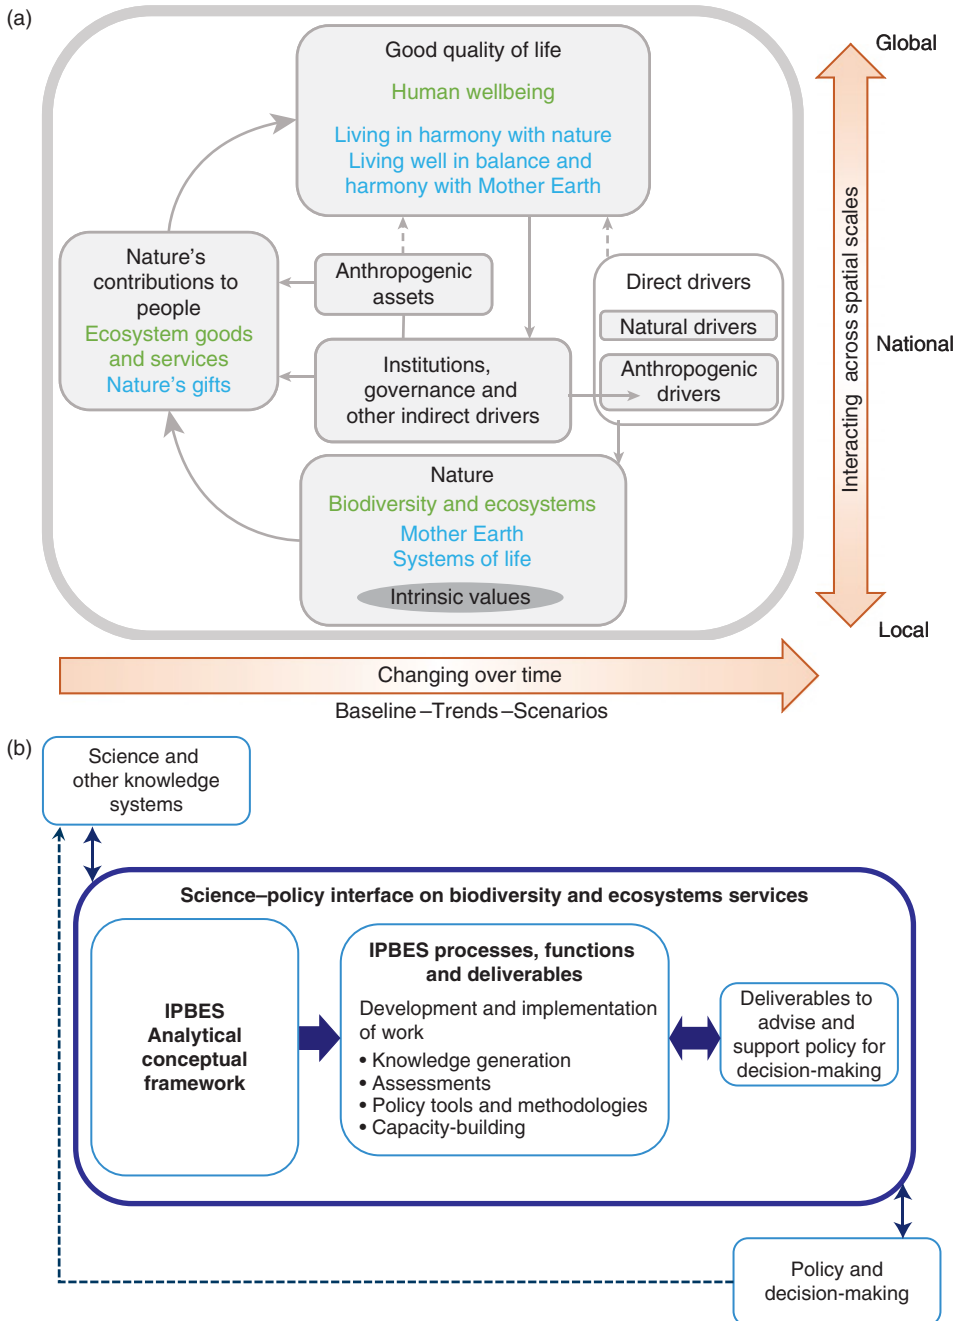 (a)
Good quality of life
Human wellbeing
Living in harmony with nature
Living well in balance and
harmony with Mother Earth
Nature's
contributions to
people
Ecosystem goods
and services
Nature's gifts
Anthropogenic
assets
Direct drivers
Natural drivers
Anthropogenic
drivers
Institutions,
governance and
other indirect drivers
Nature
Biodiversity and ecosystems
Mother Earth
Systems of life
Intrinsic values
Global
National
Local
Interacting across spatial scales
Changing over time
Baseline–Trends–Scenarios
(b)
Science and
other knowledge
systems
Science–policy interface on biodiversity and ecosystems services
IPBES
Analytical
conceptual
framework
IPBES processes, functions
and deliverables
Development and implementation
of work
• Knowledge generation
• Assessments
• Policy tools and methodologies
• Capacity-building
Deliverables to
advise and
support policy for
decision-making
Policy and
decision-making